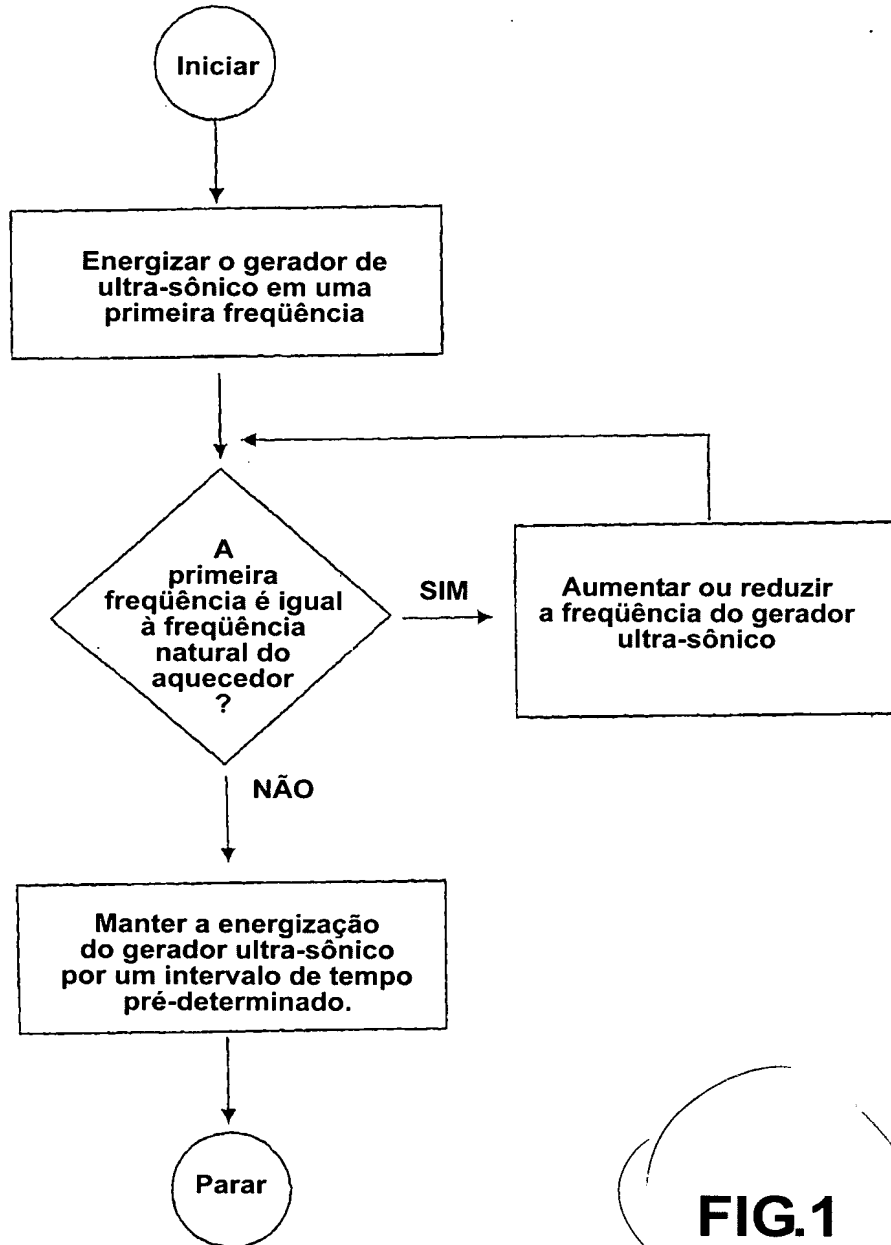 Iniciar
Energizar o gerador de
ultra-sônico em uma
primeira freqüência
A
primeira
freqüência é igual
à freqüência
natural do
aquecedor
?
SIM
Aumentar ou reduzir
a freqüência do gerador
ultra-sônico
NÃO
Manter a energização
do gerador ultra-sônico
por um intervalo de tempo
pré-determinado.
Parar
FIG.1